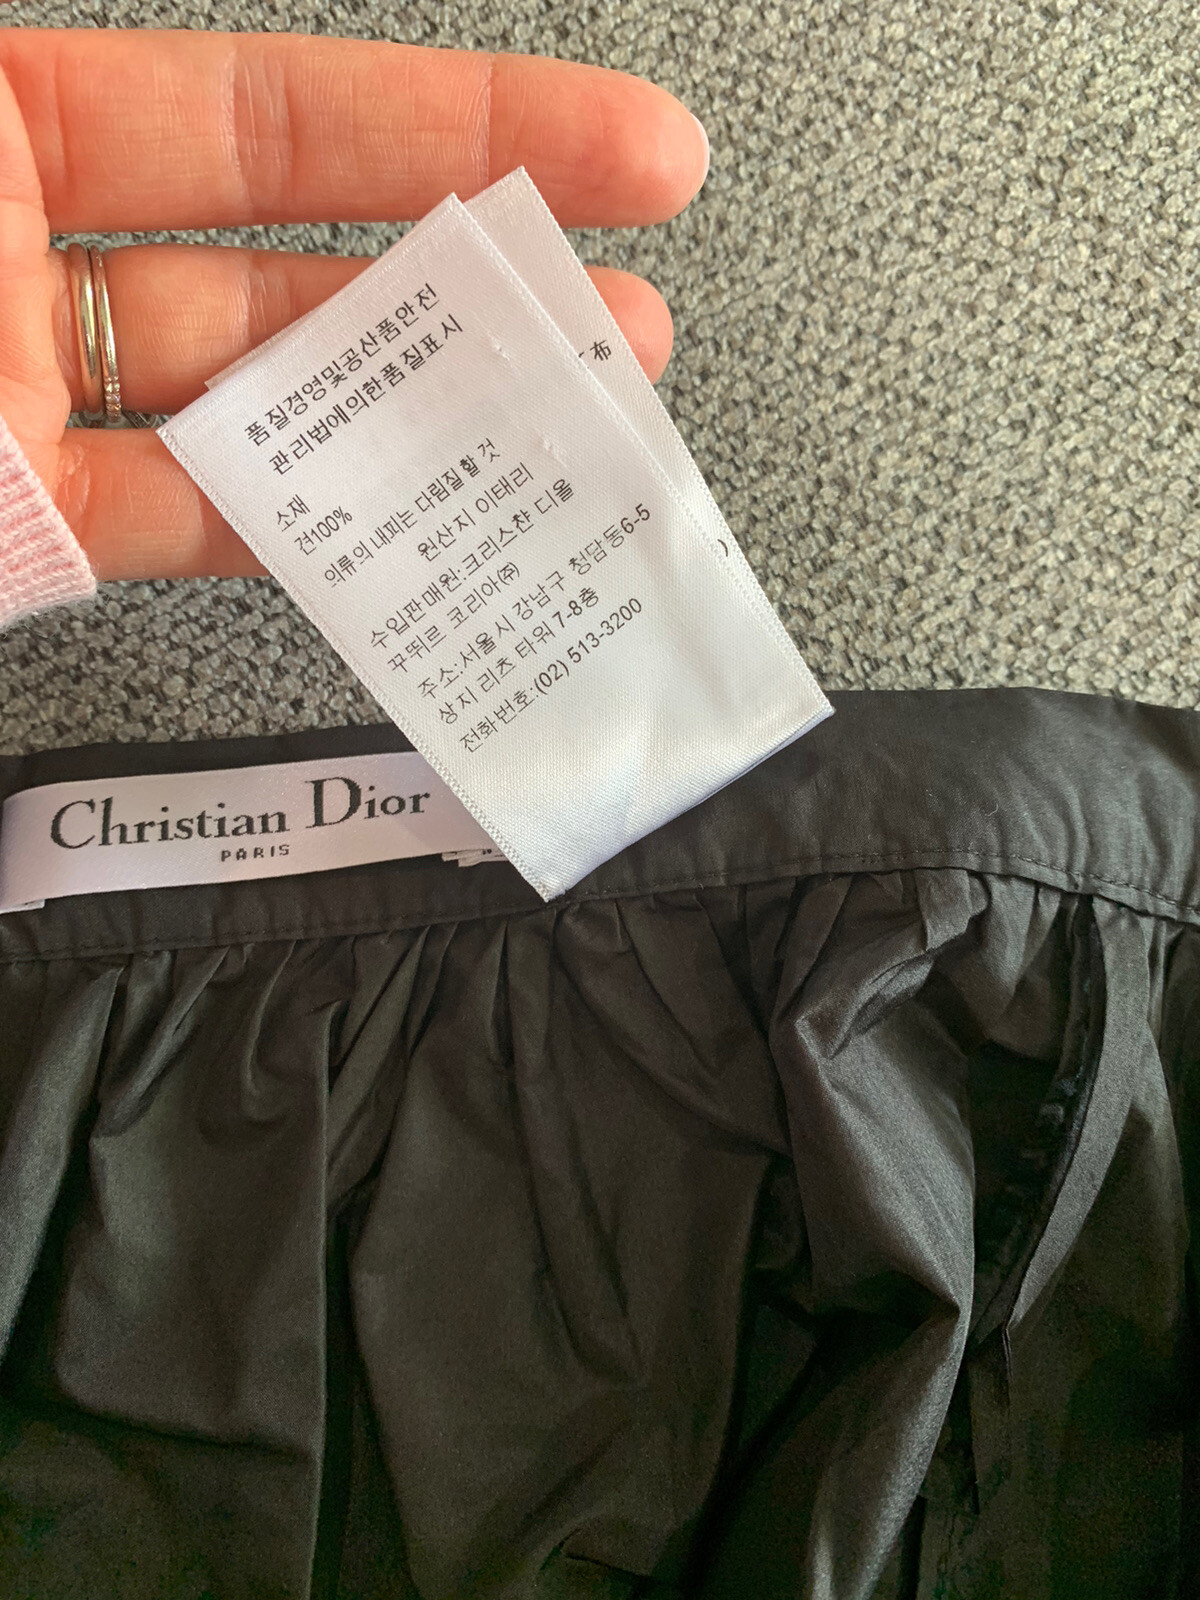 품질경영및공산품안전
관리법에의한품질표시
소재
견100%
의류의 내피는 다림질할 것
원산지 이태리
수입판매원:크리스챤 디올
꾸뛰르 코리아㈜
주소:서울시 강남구 청담동6-5
상지 리츠 타워 7-8층
전화번호:(02) 513-3200
布
)
Christian Dior
PARIS